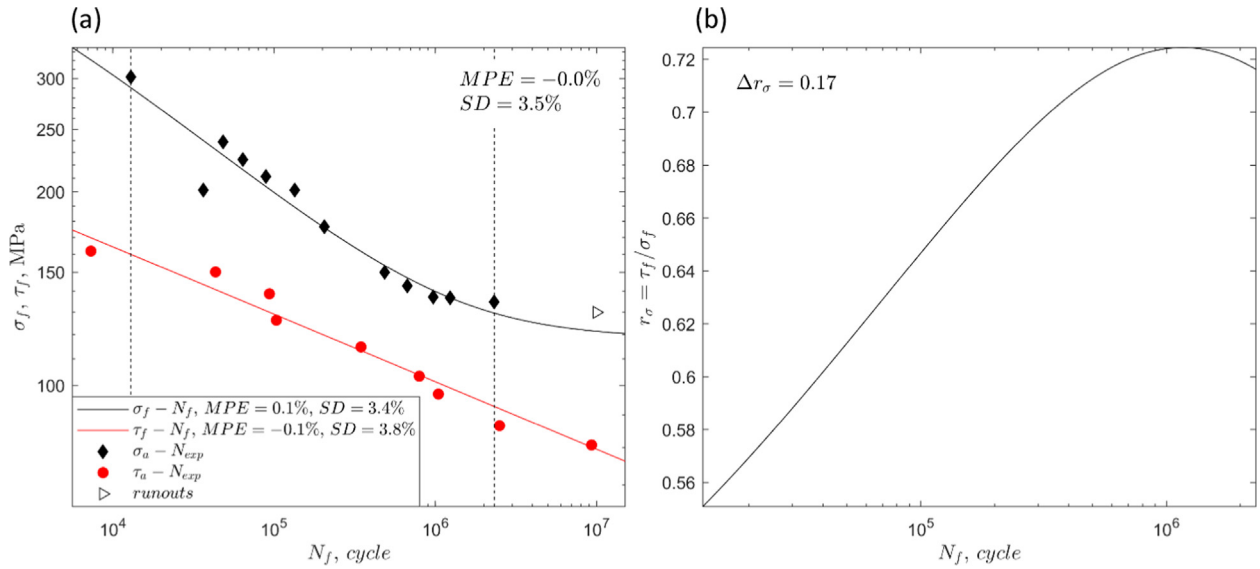 (a)
MPE = −0.0%
SD = 3.5%
300
250
200
150
100
σ_f, τ_f, MPa
σ_f − N_f, MPE = 0.1%, SD = 3.4%
τ_f − N_f, MPE = −0.1%, SD = 3.8%
σ_a − N_exp
τ_a − N_exp
runouts
10^4 10^5 10^6 10^7
N_f, cycle
(b)
Δr_σ = 0.17
0.72
0.7
0.68
0.66
0.64
0.62
0.6
0.58
0.56
r_σ = τ_f/σ_f
10^5 10^6
N_f, cycle